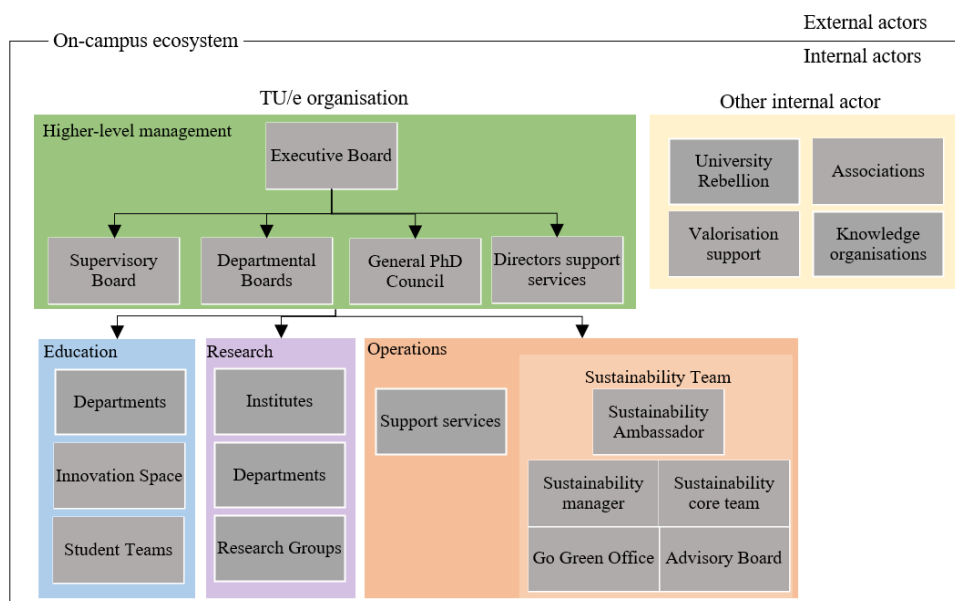 External actors
On-campus ecosystem
Internal actors
TU/e organisation
Other internal actor
Higher-level management
Executive Board
University
Rebellion
Associations
Valorisation
support
Knowledge
organisations
Supervisory
Board
Departmental
Boards
General PhD
Council
Directors support
services
Education
Departments
Innovation Space
Student Teams
Research
Institutes
Departments
Research Groups
Operations
Support services
Sustainability Team
Sustainability
Ambassador
Sustainability
manager
Sustainability
core team
Go Green Office
Advisory Board